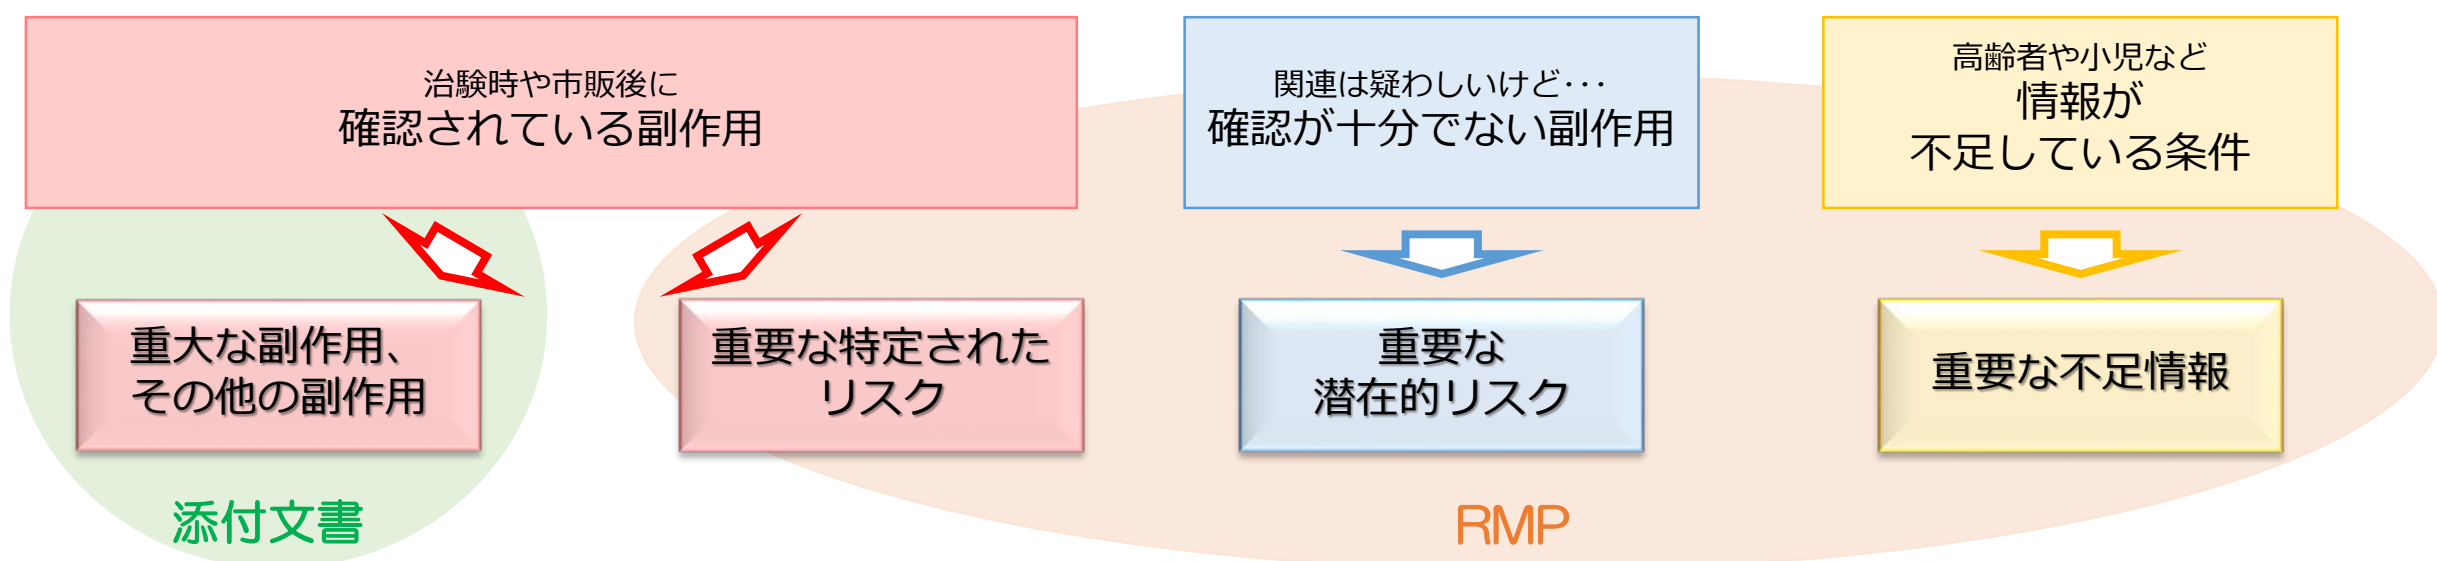 治験時や市販後に
確認されている副作用
関連は疑わしいけど･･･
確認が十分でない副作用
高齢者や小児など
情報が
不足している条件
重大な副作用、
その他の副作用
重要な特定された
リスク
重要な
潜在的リスク
重要な不足情報
添付文書
RMP